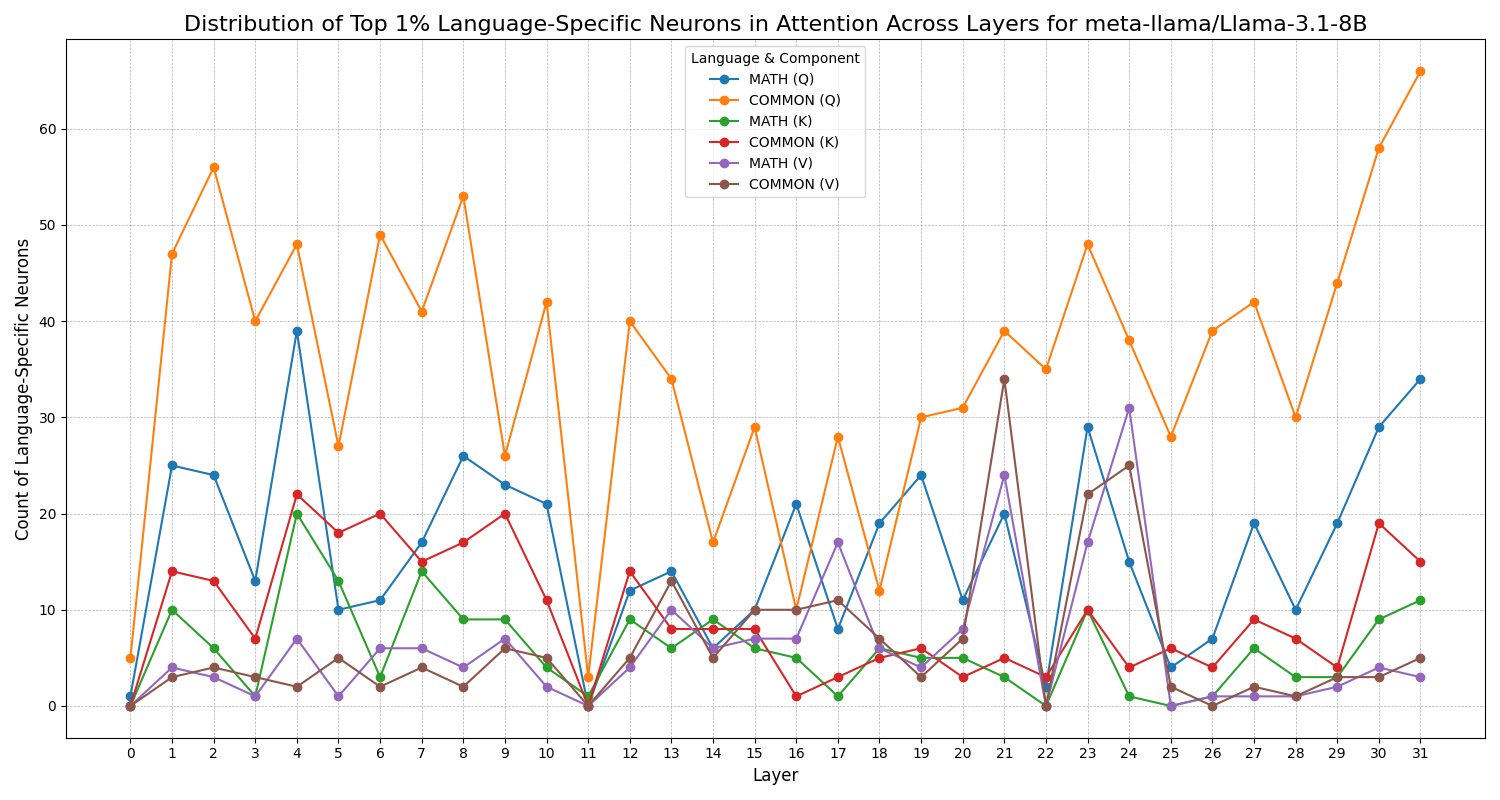 Distribution of Top 1% Language-Specific Neurons in Attention Across Layers for meta-llama/Llama-3.1-8B
Language & Component
MATH (Q)
COMMON (Q)
MATH (K)
COMMON (K)
MATH (V)
COMMON (V)
Count of Language-Specific Neurons
60
50
40
30
20
10
0
0 1 2 3 4 5 6 7 8 9 10 11 12 13 14 15 16 17 18 19 20 21 22 23 24 25 26 27 28 29 30 31
Layer